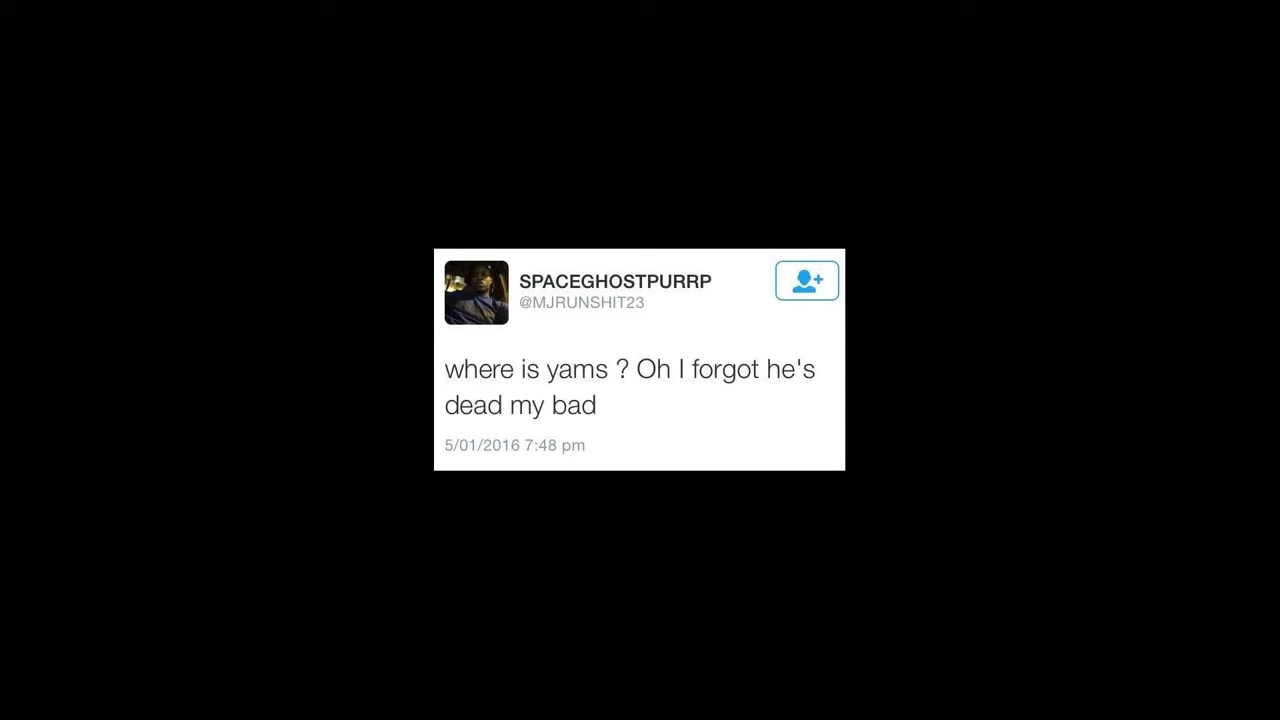 SPACEGHOSTPURRP
@MJRUNSHIT23
where is yams ? Oh I forgot he's
dead my bad
5/01/2016 7:48 pm